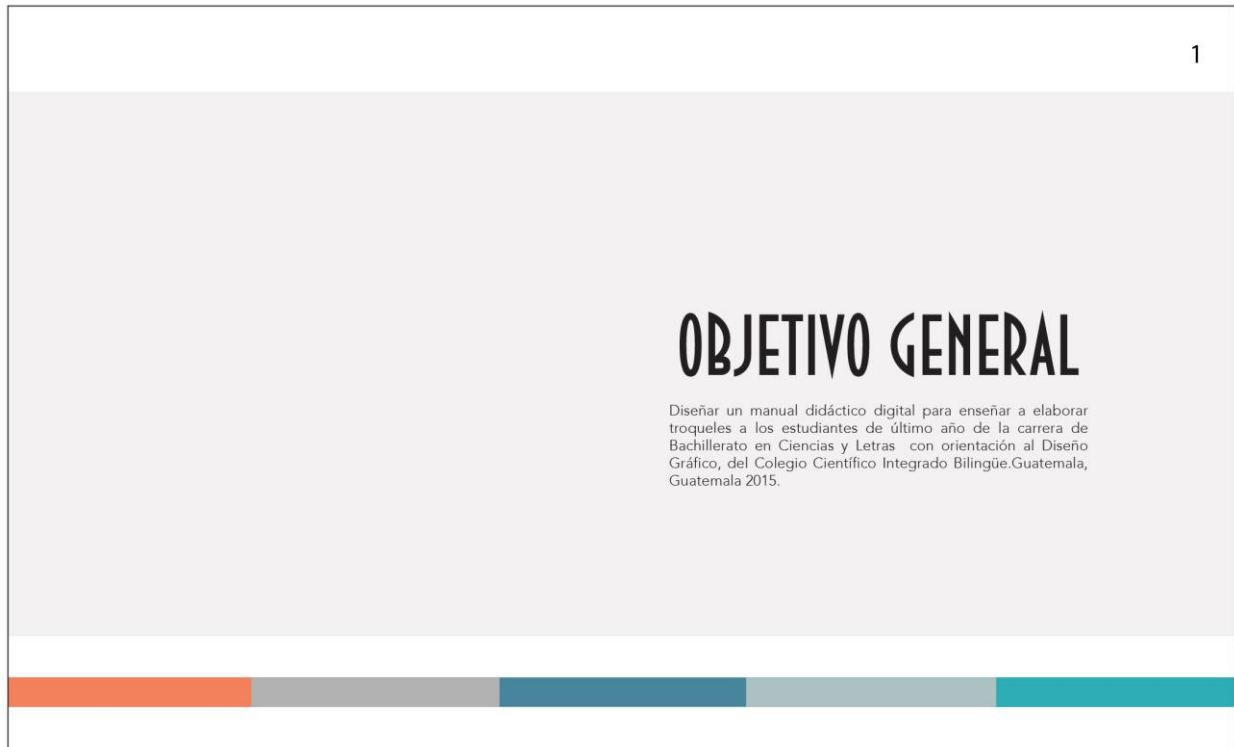 1
OBJETIVO GENERAL
Diseñar un manual didáctico digital para enseñar a elaborar
troqueles a los estudiantes de último año de la carrera de
Bachillerato en Ciencias y Letras con orientación al Diseño
Gráfico, del Colegio Científico Integrado Bilingüe.Guatemala,
Guatemala 2015.